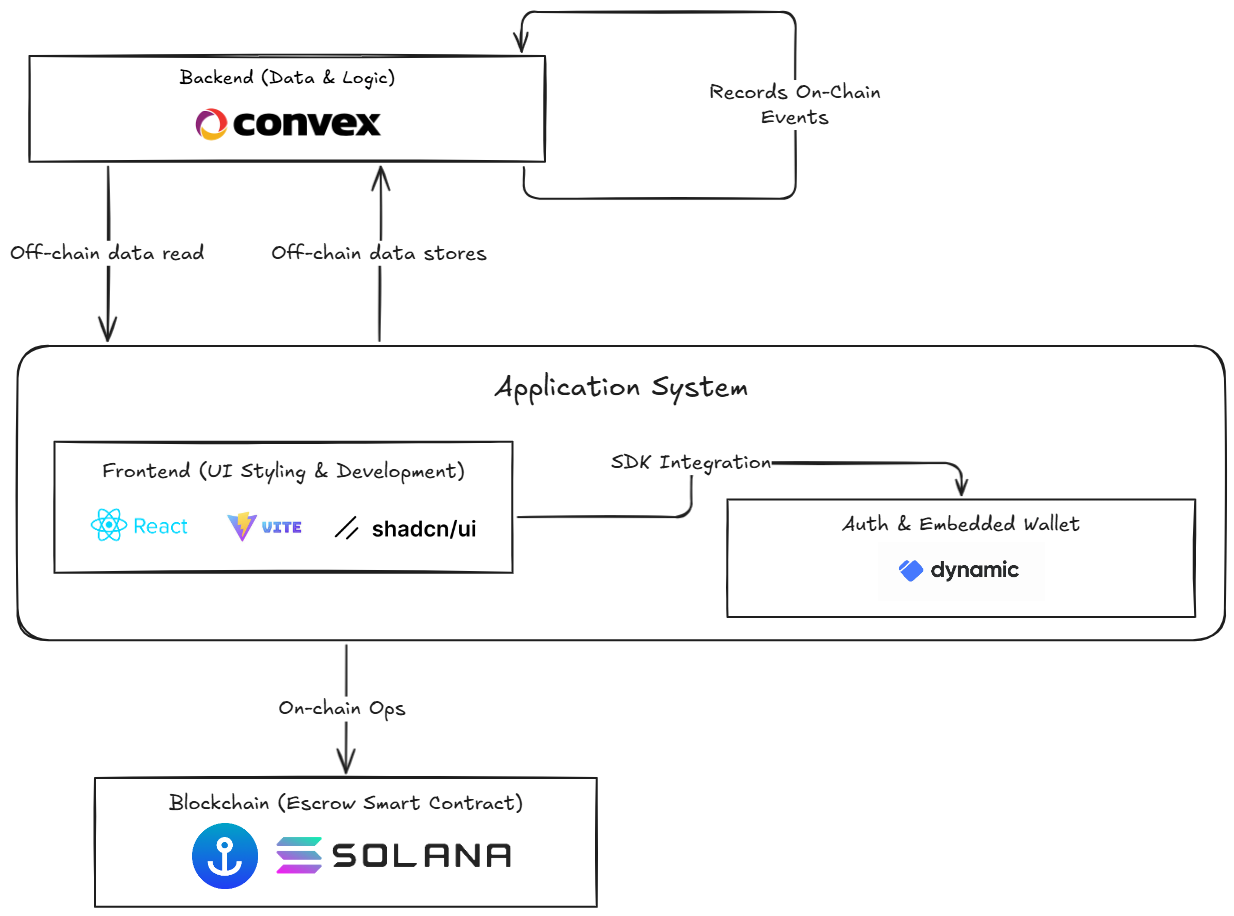 Backend (Data & Logic)
convex
Records On-Chain
Events
Off-chain data read
Off-chain data stores
Application System
Frontend (UI Styling & Development)
React
VITE
shadcn/ui
SDK Integration
Auth & Embedded Wallet
dynamic
On-chain Ops
Blockchain (Escrow Smart Contract)
SOLANA